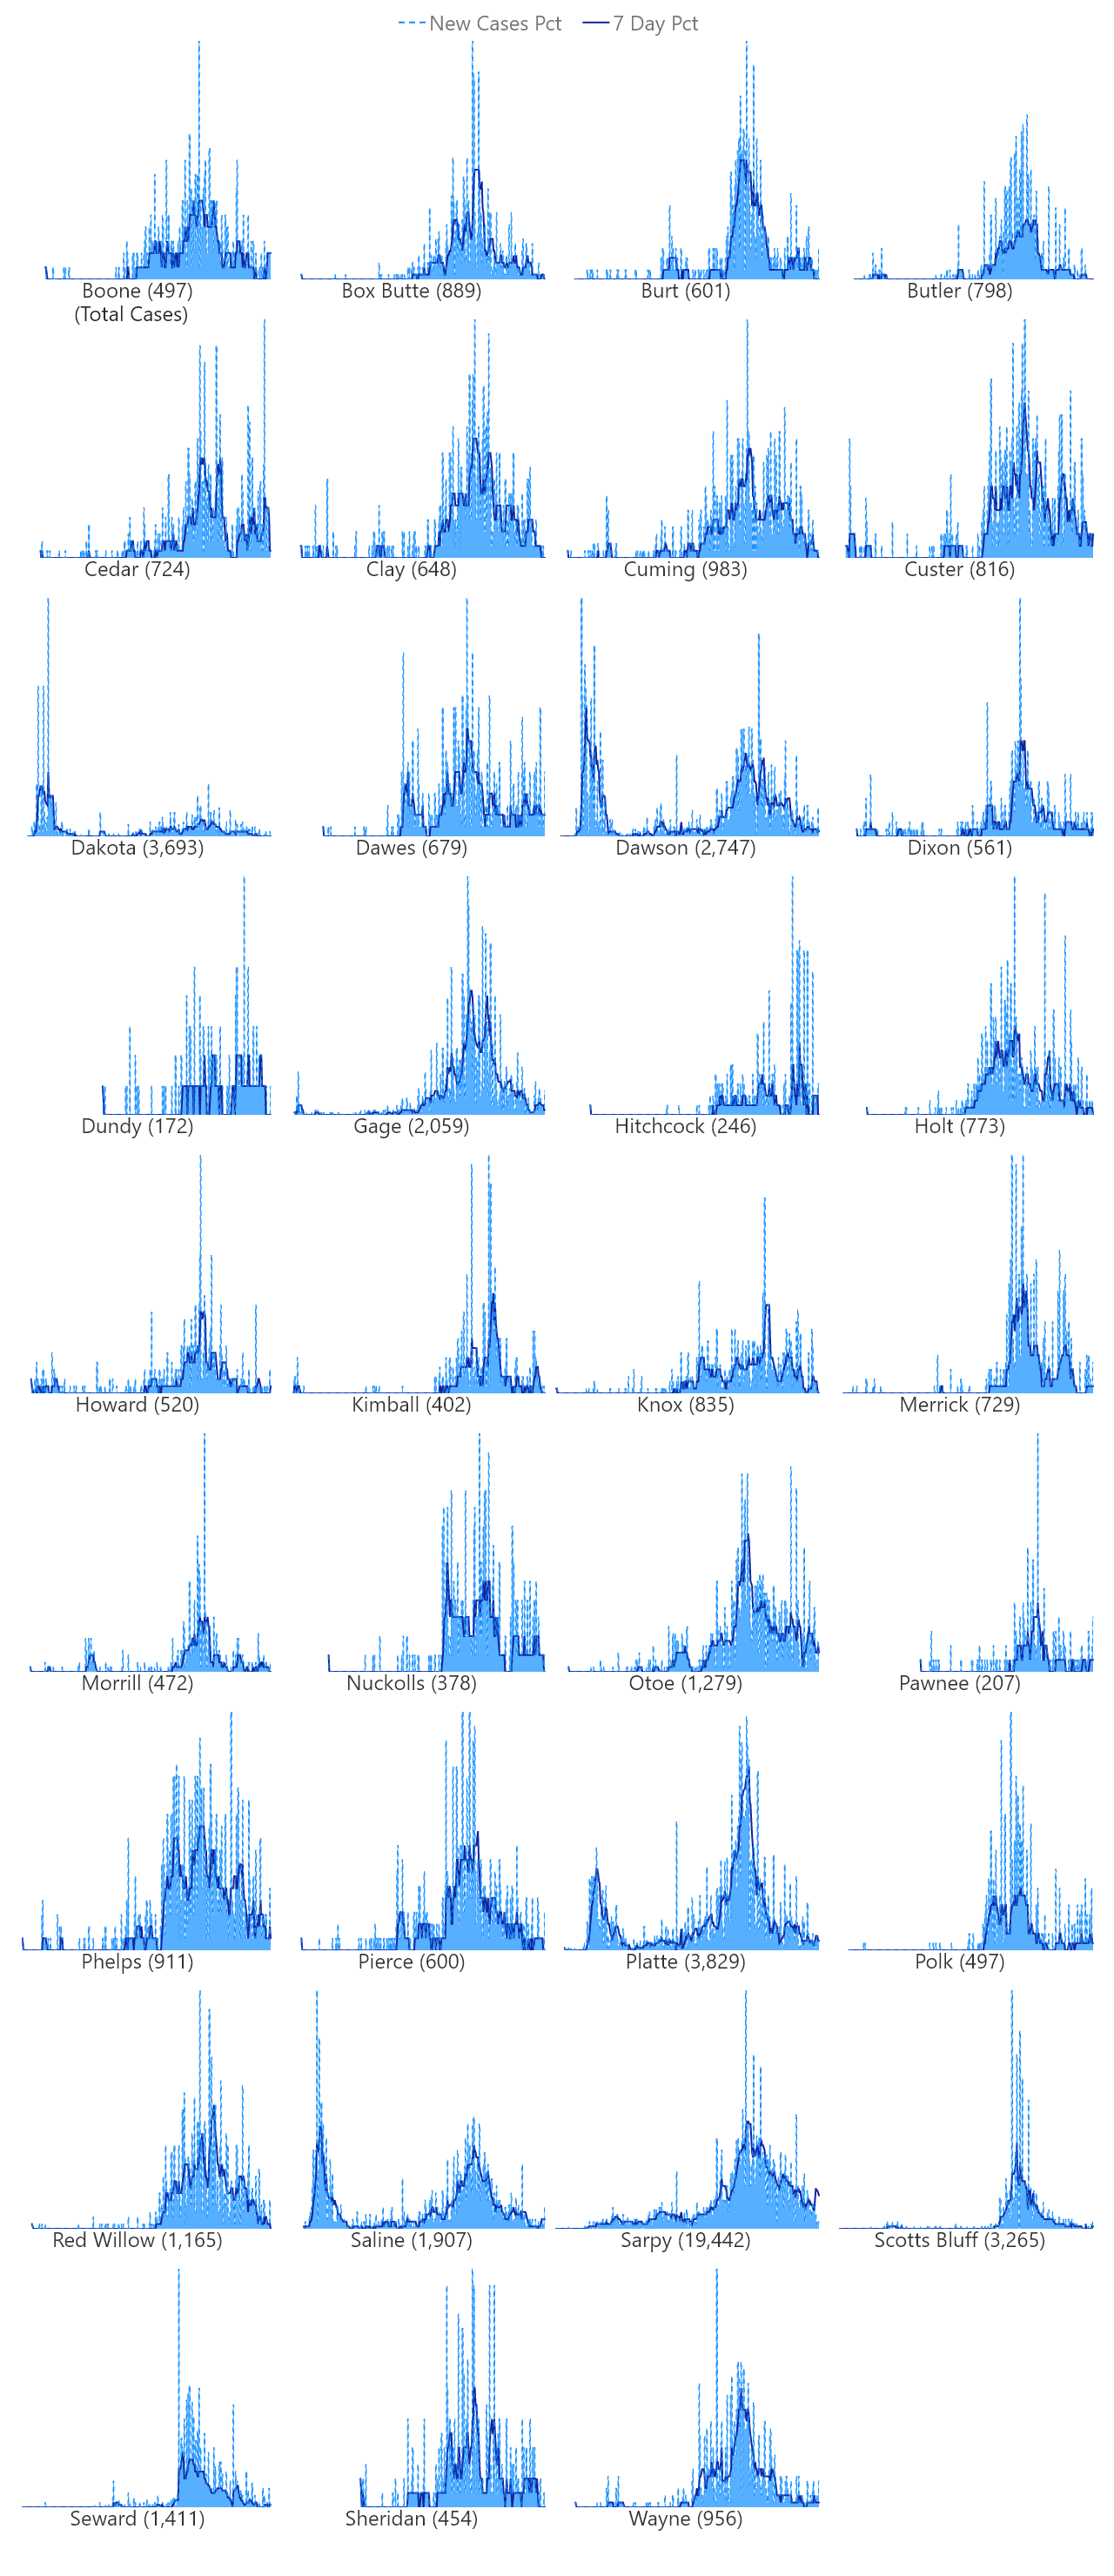 New Cases Pct 7 Day Pct
Boone (497) Box Butte (889) Burt (601) Butler (798)
(Total Cases)
Cedar (724) Clay (648) Cuming (983) Custer (816)
Dakota (3,693) Dawes (679) Dawson (2,747) Dixon (561)
Dundy (172) Gage (2,059) Hitchcock (246) Holt (773)
Howard (520) Kimball (402) Knox (835) Merrick (729)
Morrill (472) Nuckolls (378) Otoe (1,279) Pawnee (207)
Phelps (911) Pierce (600) Platte (3,829) Polk (497)
Red Willow (1,165) Saline (1,907) Sarpy (19,442) Scotts Bluff (3,265)
Seward (1,411) Sheridan (454) Wayne (956)